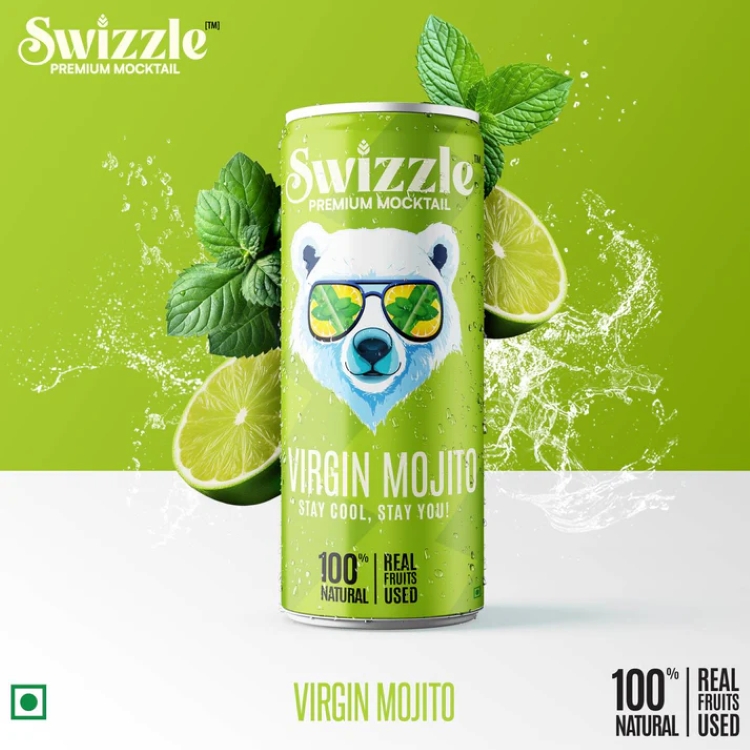 Swizzle [TM]
PREMIUM MOCKTAIL
Swizzle TM
PREMIUM MOCKTAIL
VIRGIN MOJITO
STAY COOL, STAY YOU!
100% NATURAL | REAL FRUITS USED
VIRGIN MOJITO
100% NATURAL | REAL FRUITS USED